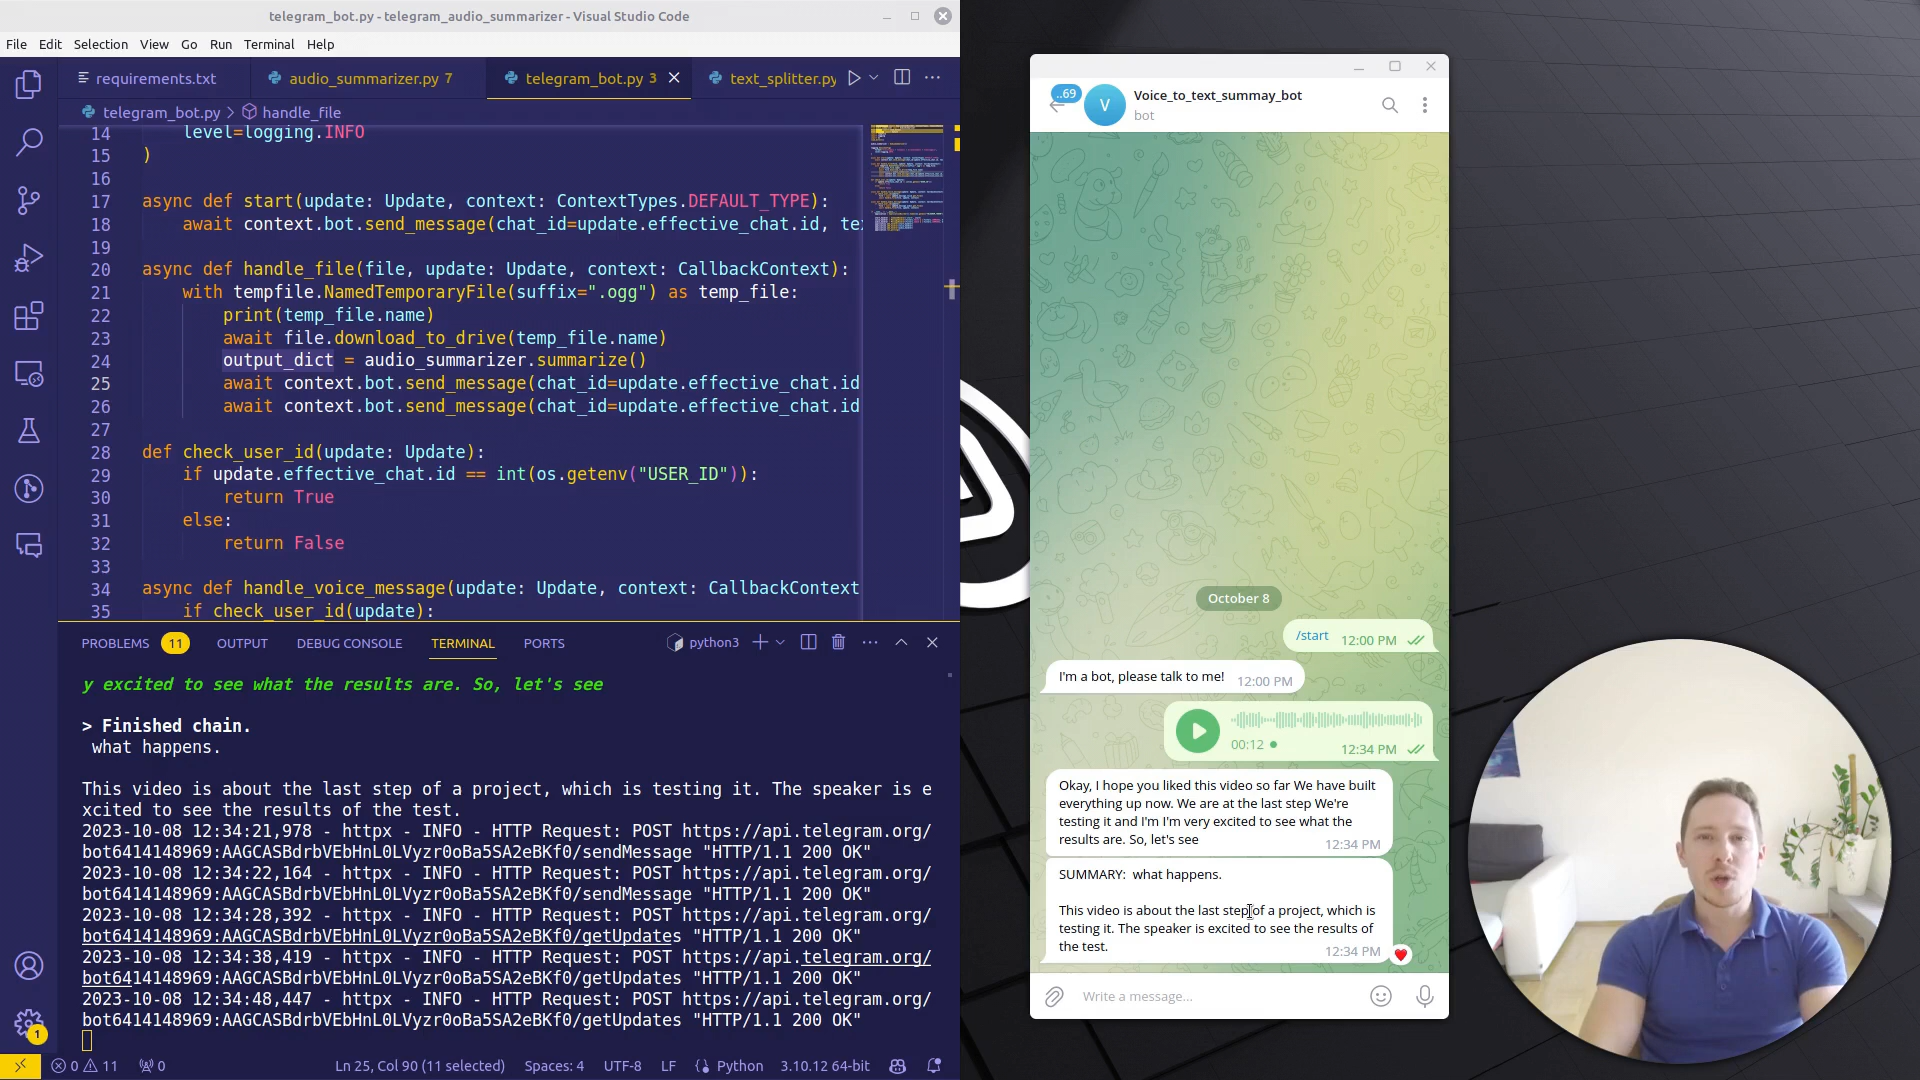 telegram_bot.py - telegram_audio_summarizer - Visual Studio Code
File Edit Selection View Go Run Terminal Help
requirements.txt audio_summarizer.py 7 telegram_bot.py 3 text_splitter.py
telegram_bot.py > handle_file
14 level=logging.INFO
15 )
16
17 async def start(update: Update, context: ContextTypes.DEFAULT_TYPE):
18 await context.bot.send_message(chat_id=update.effective_chat.id, te
19
20 async def handle_file(file, update: Update, context: CallbackContext):
21 with tempfile.NamedTemporaryFile(suffix=".ogg") as temp_file:
22 print(temp_file.name)
23 await file.download_to_drive(temp_file.name)
24 output_dict = audio_summarizer.summarize()
25 await context.bot.send_message(chat_id=update.effective_chat.id
26 await context.bot.send_message(chat_id=update.effective_chat.id
27
28 def check_user_id(update: Update):
29 if update.effective_chat.id == int(os.getenv("USER_ID")):
30 return True
31 else:
32 return False
33
34 async def handle_voice_message(update: Update, context: CallbackContext
35 if check_user_id(update):
PROBLEMS 11 OUTPUT DEBUG CONSOLE TERMINAL PORTS python3
y excited to see what the results are. So, let's see
> Finished chain.
what happens.
This video is about the last step of a project, which is testing it. The speaker is e
xcited to see the results of the test.
2023-10-08 12:34:21,978 - httpx - INFO - HTTP Request: POST https://api.telegram.org/
bot6414148969:AAGCASBdrbVEbHnL0LVyzr0oBa5SA2eBKf0/sendMessage "HTTP/1.1 200 OK"
2023-10-08 12:34:22,164 - httpx - INFO - HTTP Request: POST https://api.telegram.org/
bot6414148969:AAGCASBdrbVEbHnL0LVyzr0oBa5SA2eBKf0/sendMessage "HTTP/1.1 200 OK"
2023-10-08 12:34:28,392 - httpx - INFO - HTTP Request: POST https://api.telegram.org/
bot6414148969:AAGCASBdrbVEbHnL0LVyzr0oBa5SA2eBKf0/getUpdates "HTTP/1.1 200 OK"
2023-10-08 12:34:38,419 - httpx - INFO - HTTP Request: POST https://api.telegram.org/
bot6414148969:AAGCASBdrbVEbHnL0LVyzr0oBa5SA2eBKf0/getUpdates "HTTP/1.1 200 OK"
2023-10-08 12:34:48,447 - httpx - INFO - HTTP Request: POST https://api.telegram.org/
bot6414148969:AAGCASBdrbVEbHnL0LVyzr0oBa5SA2eBKf0/getUpdates "HTTP/1.1 200 OK"
1
0 11 0 Ln 25, Col 90 (11 selected) Spaces: 4 UTF-8 LF Python 3.10.12 64-bit
..69
V
Voice_to_text_summay_bot
bot
October 8
/start 12:00 PM
I'm a bot, please talk to me! 12:00 PM
00:12 12:34 PM
Okay, I hope you liked this video so far We have built
everything up now. We are at the last step We're
testing it and I'm I'm very excited to see what the
results are. So, let's see 12:34 PM
SUMMARY: what happens.
This video is about the last step of a project, which is
testing it. The speaker is excited to see the results of
the test. 12:34 PM
Write a message...